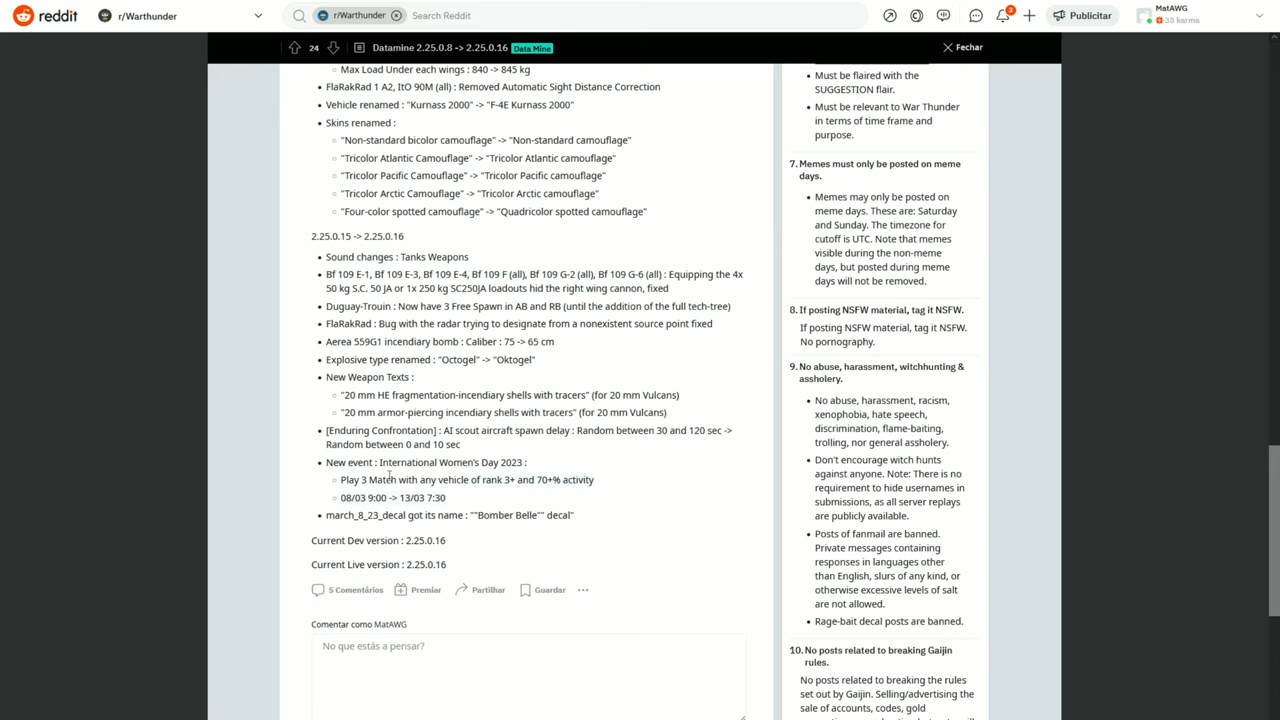 reddit
r/Warthunder
r/Warthunder
Search Reddit
3
Publicitar
MatAWG
38 karma
24
Datamine 2.25.0.8 -> 2.25.0.16
Data Mine
Fechar
Max Load Under each wings : 840 -> 845 kg
FlaRakRad 1 A2, ItO 90M (all) : Removed Automatic Sight Distance Correction
Vehicle renamed : "Kurnass 2000" -> "F-4E Kurnass 2000"
Skins renamed :
"Non-standard bicolor camouflage" -> "Non-standard camouflage"
"Tricolor Atlantic Camouflage" -> "Tricolor Atlantic camouflage"
"Tricolor Pacific Camouflage" -> "Tricolor Pacific camouflage"
"Tricolor Arctic Camouflage" -> "Tricolor Arctic camouflage"
"Four-color spotted camouflage" -> "Quadricolor spotted camouflage"
2.25.0.15 -> 2.25.0.16
Sound changes : Tanks Weapons
Bf 109 E-1, Bf 109 E-3, Bf 109 E-4, Bf 109 F (all), Bf 109 G-2 (all), Bf 109 G-6 (all) : Equipping the 4x
50 kg S.C. 50 JA or 1x 250 kg SC250JA loadouts hid the right wing cannon, fixed
Duguay-Trouin : Now have 3 Free Spawn in AB and RB (until the addition of the full tech-tree)
FlaRakRad : Bug with the radar trying to designate from a nonexistent source point fixed
Aerea 559G1 incendiary bomb : Caliber : 75 -> 65 cm
Explosive type renamed : "Octogel" -> "Oktogel"
New Weapon Texts :
"20 mm HE fragmentation-incendiary shells with tracers" (for 20 mm Vulcans)
"20 mm armor-piercing incendiary shells with tracers" (for 20 mm Vulcans)
[Enduring Confrontation] : AI scout aircraft spawn delay : Random between 30 and 120 sec ->
Random between 0 and 10 sec
New event : International Women's Day 2023 :
Play 3 Match with any vehicle of rank 3+ and 70+% activity
08/03 9:00 -> 13/03 7:30
march_8_23_decal got its name : ""Bomber Belle"" decal"
Current Dev version : 2.25.0.16
Current Live version : 2.25.0.16
5 Comentários
Premiar
Partilhar
Guardar
Comentar como MatAWG
No que estás a pensar?
Must be flaired with the
SUGGESTION flair.
Must be relevant to War Thunder
in terms of time frame and
purpose.
7. Memes must only be posted on meme
days.
Memes may only be posted on
meme days. These are: Saturday
and Sunday. The timezone for
cutoff is UTC. Note that memes
visible during the non-meme
days, but posted during meme
days will not be removed.
8. If posting NSFW material, tag it NSFW.
If posting NSFW material, tag it NSFW.
No pornography.
9. No abuse, harassment, witchhunting &
assholery.
No abuse, harassment, racism,
xenophobia, hate speech,
discrimination, flame-baiting,
trolling, nor general assholery.
Don't encourage witch hunts
against anyone. Note: There is no
requirement to hide usernames in
submissions, as all server replays
are publicly available.
Posts of fanmail are banned.
Private messages containing
responses in languages other
than English, slurs of any kind, or
otherwise excessive levels of salt
are not allowed.
Rage-bait decal posts are banned.
10. No posts related to breaking Gaijin
rules.
No posts related to breaking the rules
set out by Gaijin. Selling/advertising the
sale of accounts, codes, gold